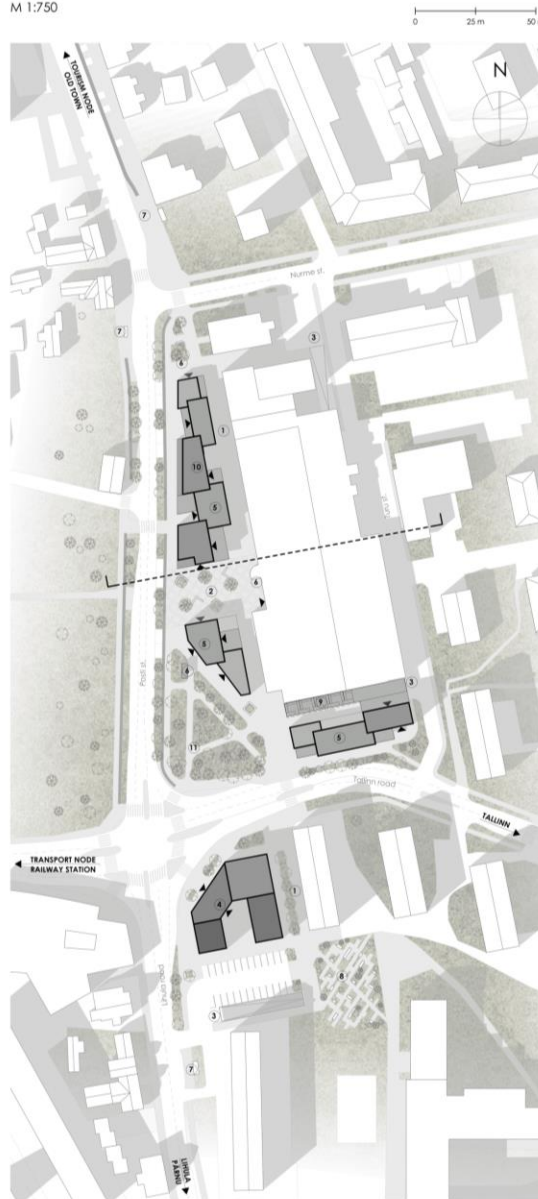 M 1:750
0 25 m 50
TOURISM NODE
OLD TOWN
N
7
Nurme st.
7
3
6
1
10
5
6
2
5
6
Posti st.
3
9
5
11
Tallinn road
TALLINN
TRANSPORT NODE
RAILWAY STATION
4
1
8
Lihula road
3
7
LIHULA
PÄRNU